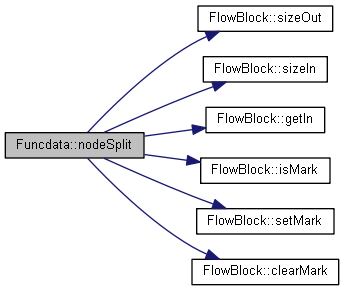 FlowBlock::sizeOut
FlowBlock::sizeIn
FlowBlock::getIn
Funcdata::nodeSplit
FlowBlock::isMark
FlowBlock::setMark
FlowBlock::clearMark